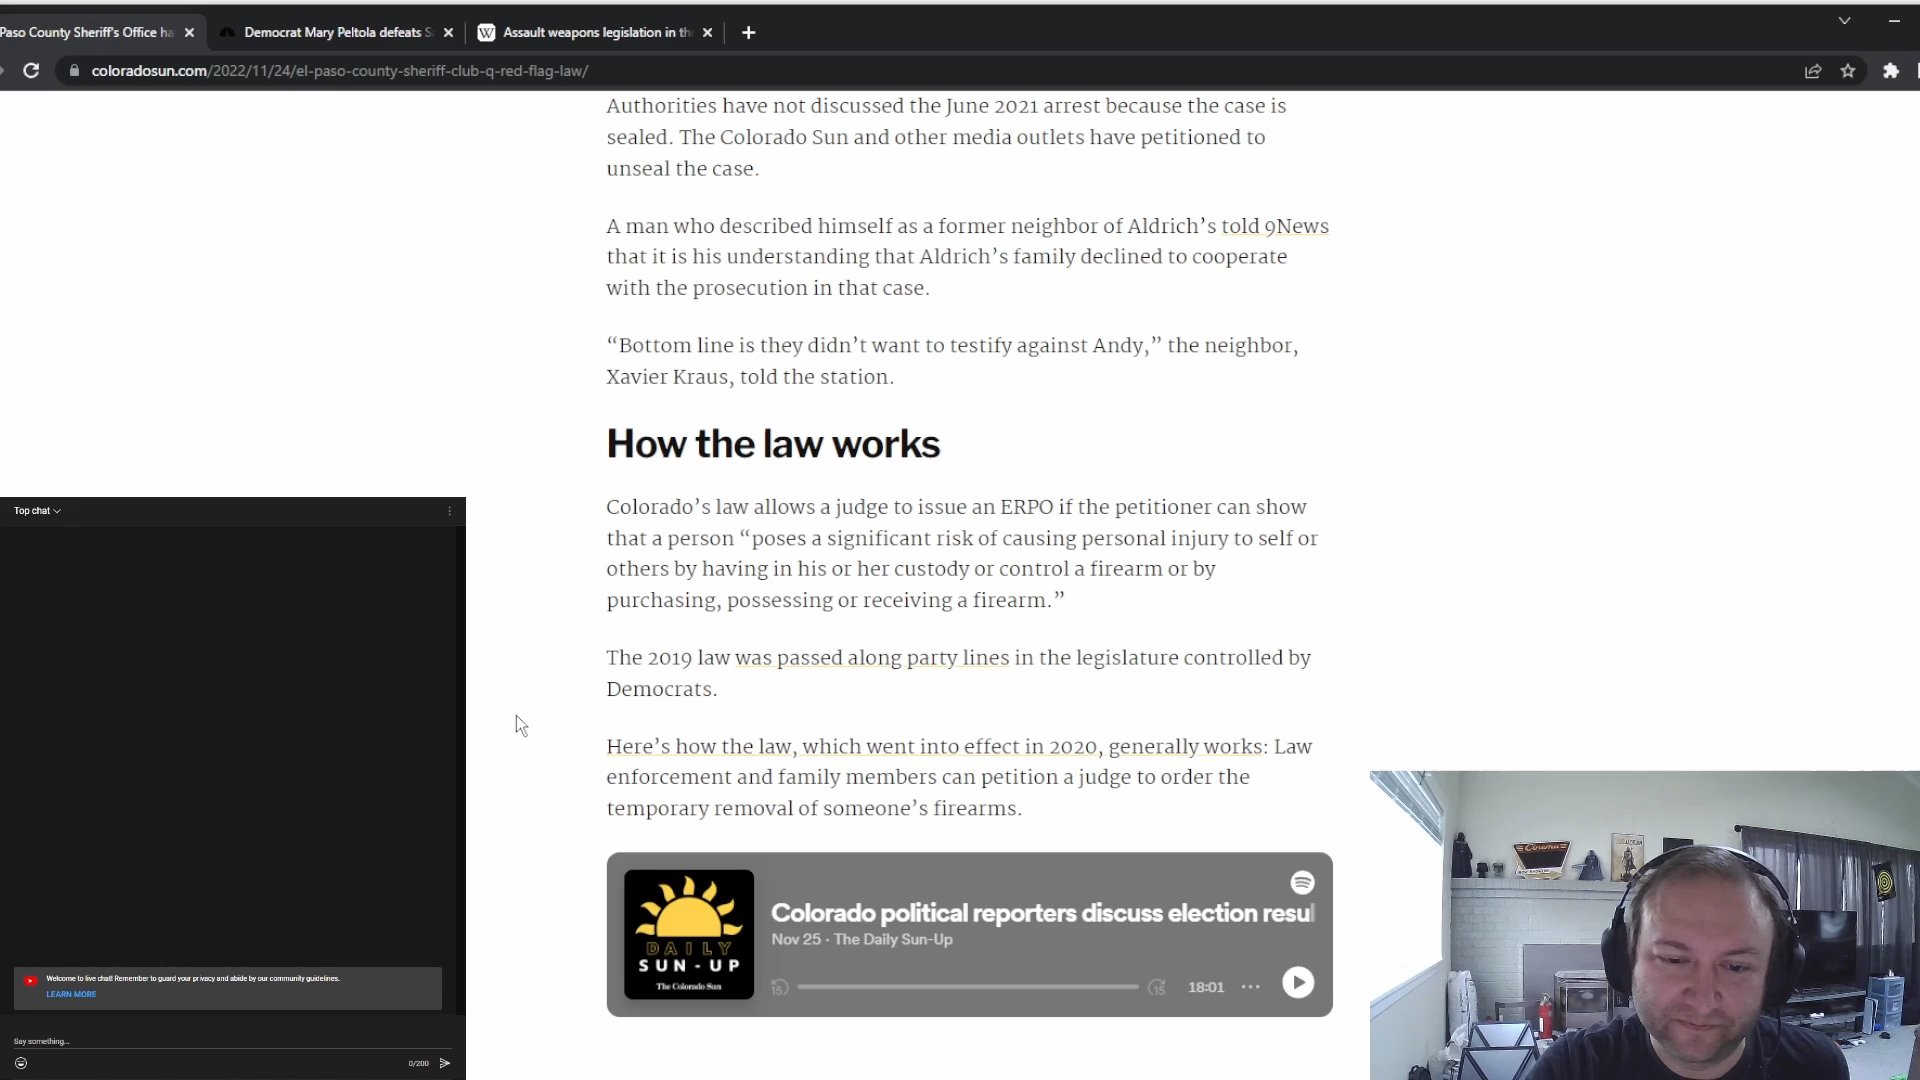 Paso County Sheriff's Office ha
Democrat Mary Peltola defeats S
W
Assault weapons legislation in th
coloradosun.com/2022/11/24/el-paso-county-sheriff-club-q-red-flag-law/
Authorities have not discussed the June 2021 arrest because the case is
sealed. The Colorado Sun and other media outlets have petitioned to
unseal the case.
A man who described himself as a former neighbor of Aldrich’s told 9News
that it is his understanding that Aldrich’s family declined to cooperate
with the prosecution in that case.
“Bottom line is they didn’t want to testify against Andy,” the neighbor,
Xavier Kraus, told the station.
How the law works
Colorado’s law allows a judge to issue an ERPO if the petitioner can show
that a person “poses a significant risk of causing personal injury to self or
others by having in his or her custody or control a firearm or by
purchasing, possessing or receiving a firearm.”
The 2019 law was passed along party lines in the legislature controlled by
Democrats.
Here’s how the law, which went into effect in 2020, generally works: Law
enforcement and family members can petition a judge to order the
temporary removal of someone’s firearms.
DAILY
SUN-UP
The Colorado Sun
Colorado political reporters discuss election resul
Nov 25 · The Daily Sun-Up
15
15
18:01
Top chat
Welcome to live chat! Remember to guard your privacy and abide by our community guidelines.
LEARN MORE
Say something...
0/200
Cinema